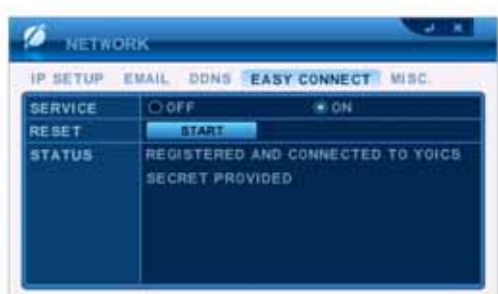 NETWORK
IP SETUP EMAIL DDNS EASY CONNECT MISC.
SERVICE OFF ON
RESET START
STATUS REGISTERED AND CONNECTED TO YOICS
SECRET PROVIDED